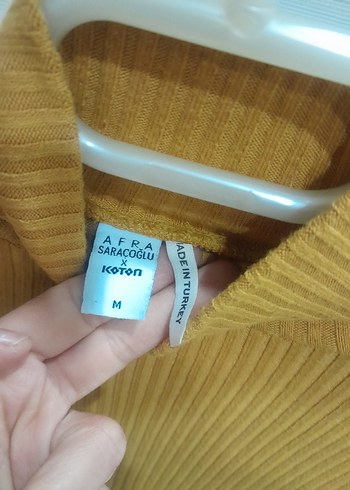 AFRA
SARAÇOĞLU
X
KOTON
M
MADE IN TURKEY